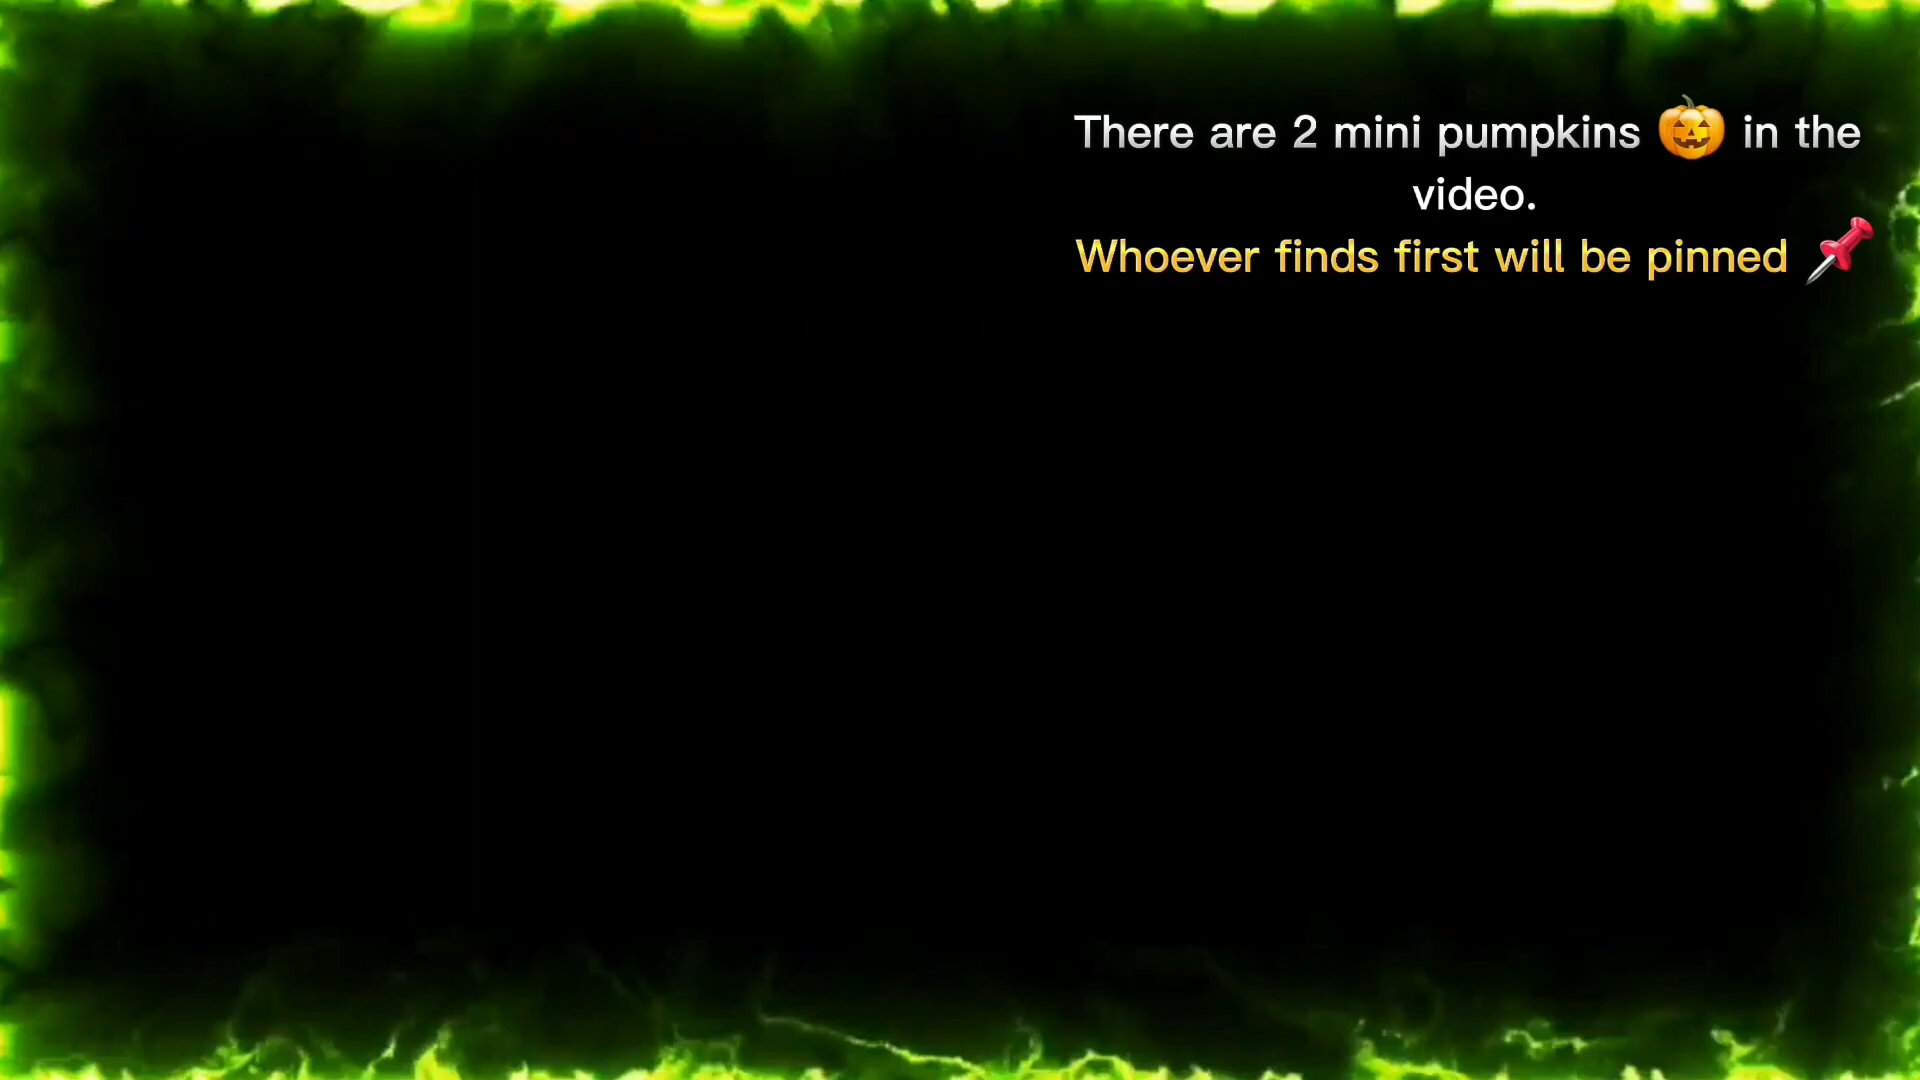 There are 2 mini pumpkins 🎃 in the
video.
Whoever finds first will be pinned 📌